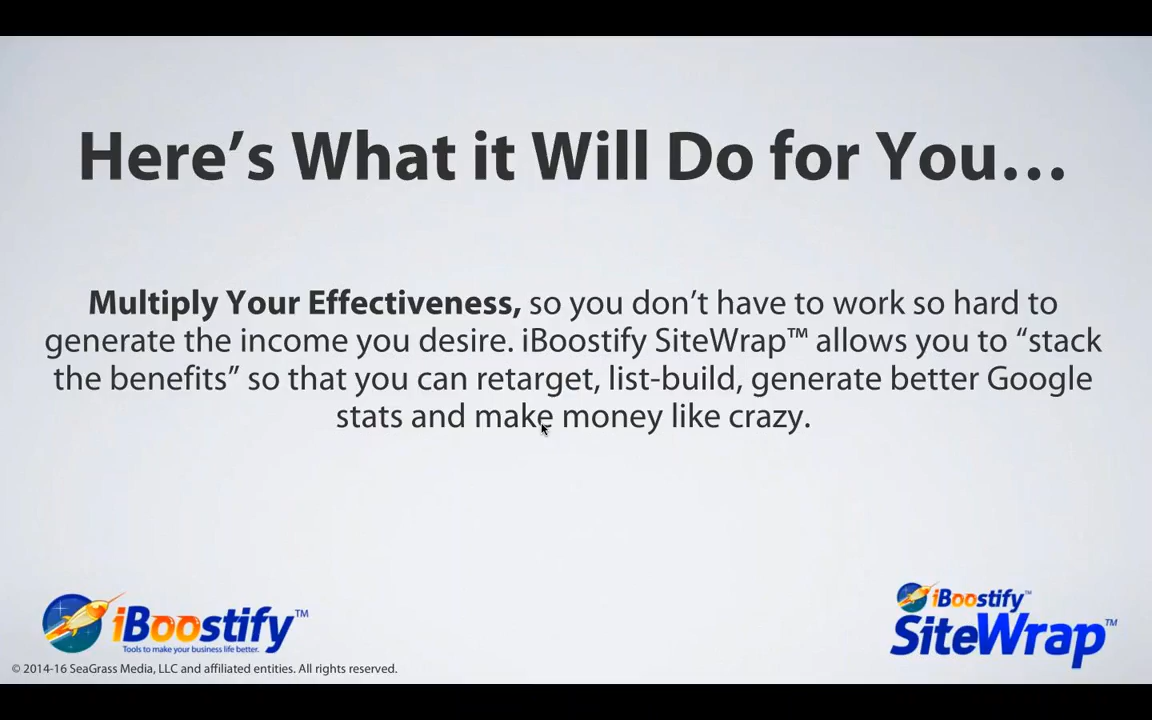 Here’s What it Will Do for You…
Multiply Your Effectiveness, so you don’t have to work so hard to
generate the income you desire. iBoostify SiteWrap™ allows you to “stack
the benefits” so that you can retarget, list-build, generate better Google
stats and make money like crazy.
iBoostify™
Tools to make your business life better.
iBoostify™
SiteWrap™
© 2014-16 SeaGrass Media, LLC and affiliated entities. All rights reserved.